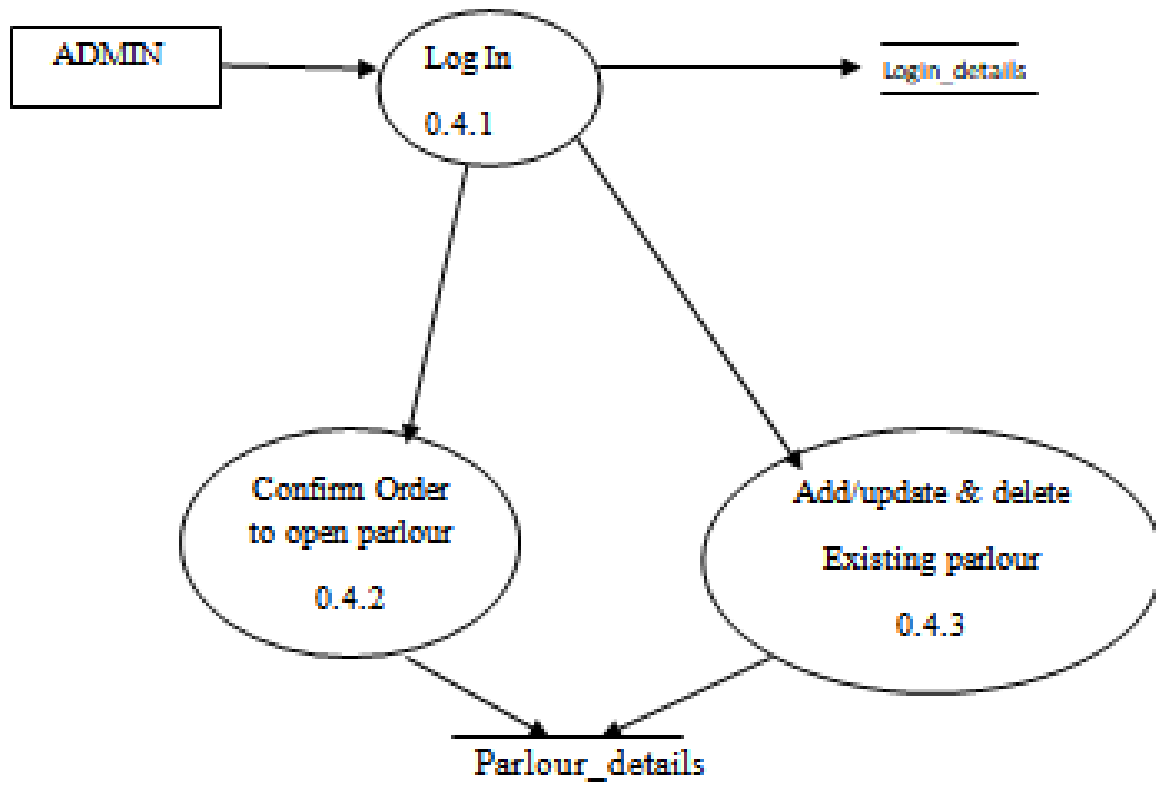 ADMIN
Log In
0.4.1
Login_details
Confirm Order
to open parlour
0.4.2
Add/update & delete
Existing parlour
0.4.3
Parlour_details